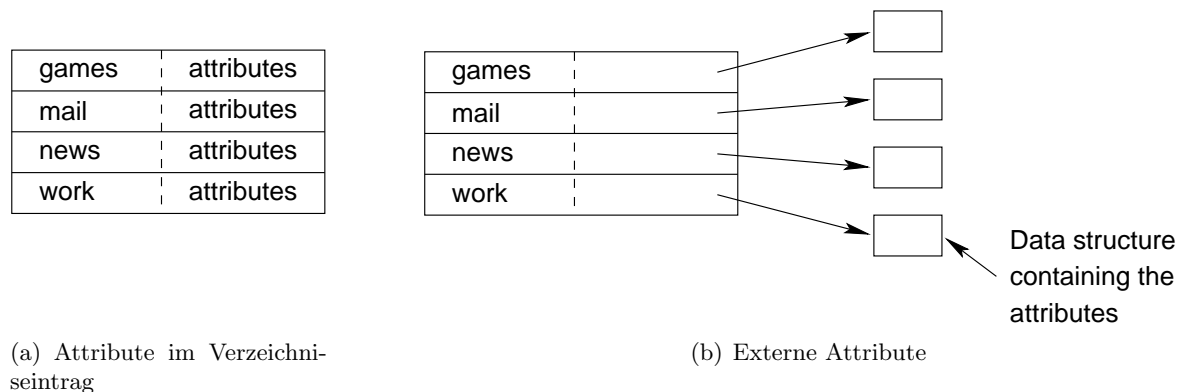 games attributes
mail attributes
news attributes
work attributes
(a) Attribute im Verzeichni-
seintrag
games
mail
news
work
Data structure
containing the
attributes
(b) Externe Attribute